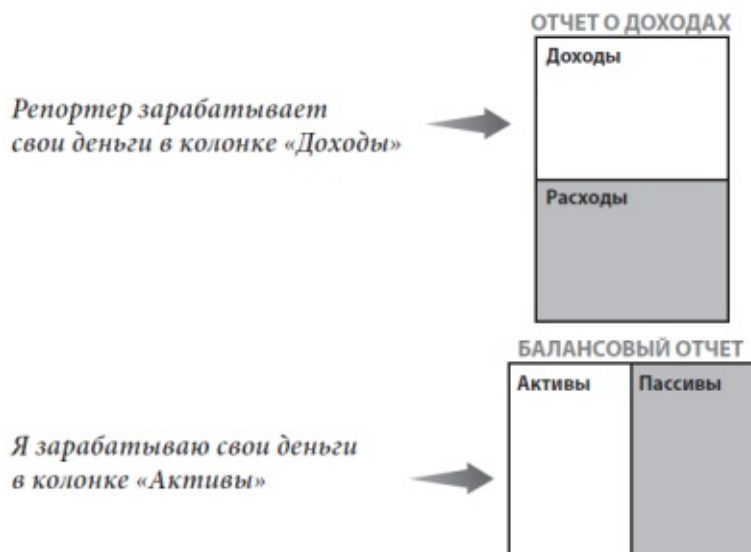 ОТЧЕТ О ДОХОДАХ
Доходы
Репортер зарабатывает
свои деньги в колонке «Доходы»
Расходы
БАЛАНСОВЫЙ ОТЧЕТ
Активы
Пассивы
Я зарабатываю свои деньги
в колонке «Активы»